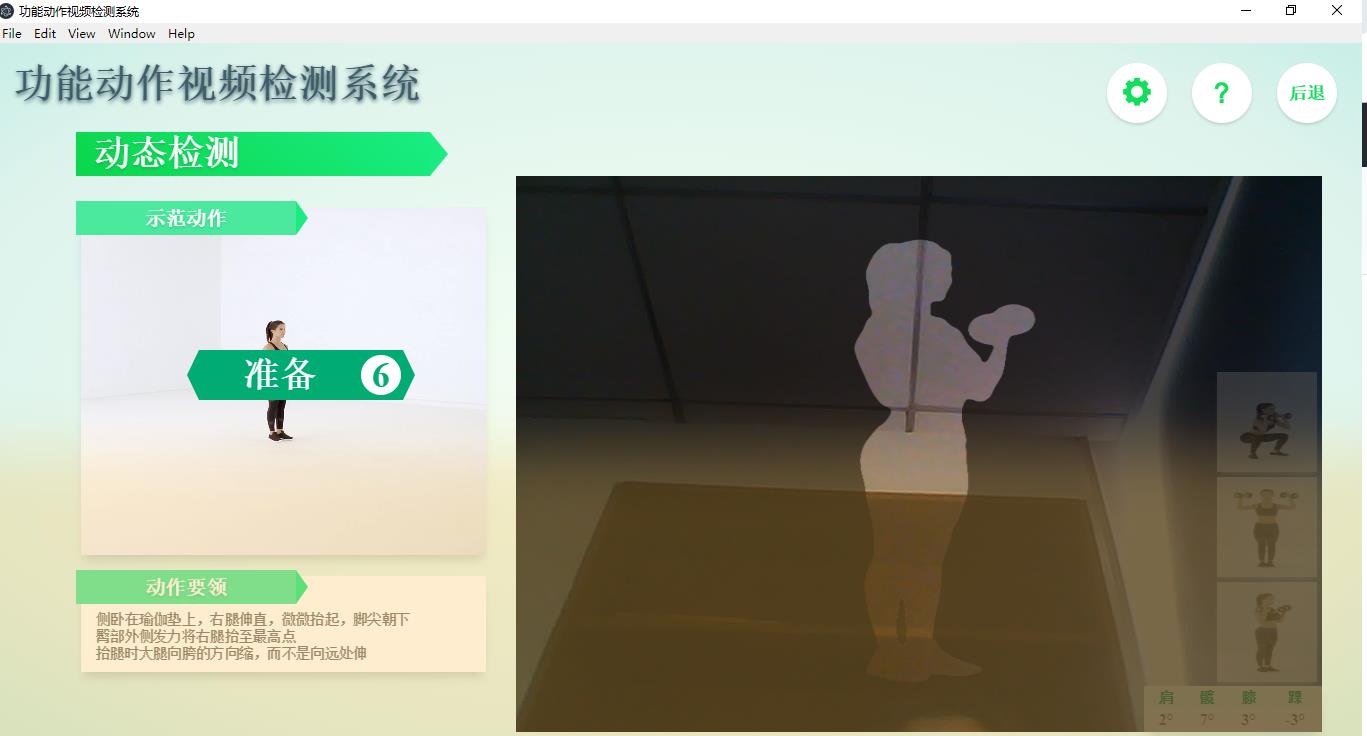 功能动作视频检测系统
File Edit View Window Help
功能动作视频检测系统
? 后退
动态检测
示范动作
准备 6
动作要领
侧卧在瑜伽垫上，右腿伸直，微微抬起，脚尖朝下
臀部外侧发力将右腿抬至最高点
抬腿时大腿向胯的方向缩，而不是向远处伸
肩 髋 膝 踝
2° 7° 3° -3°